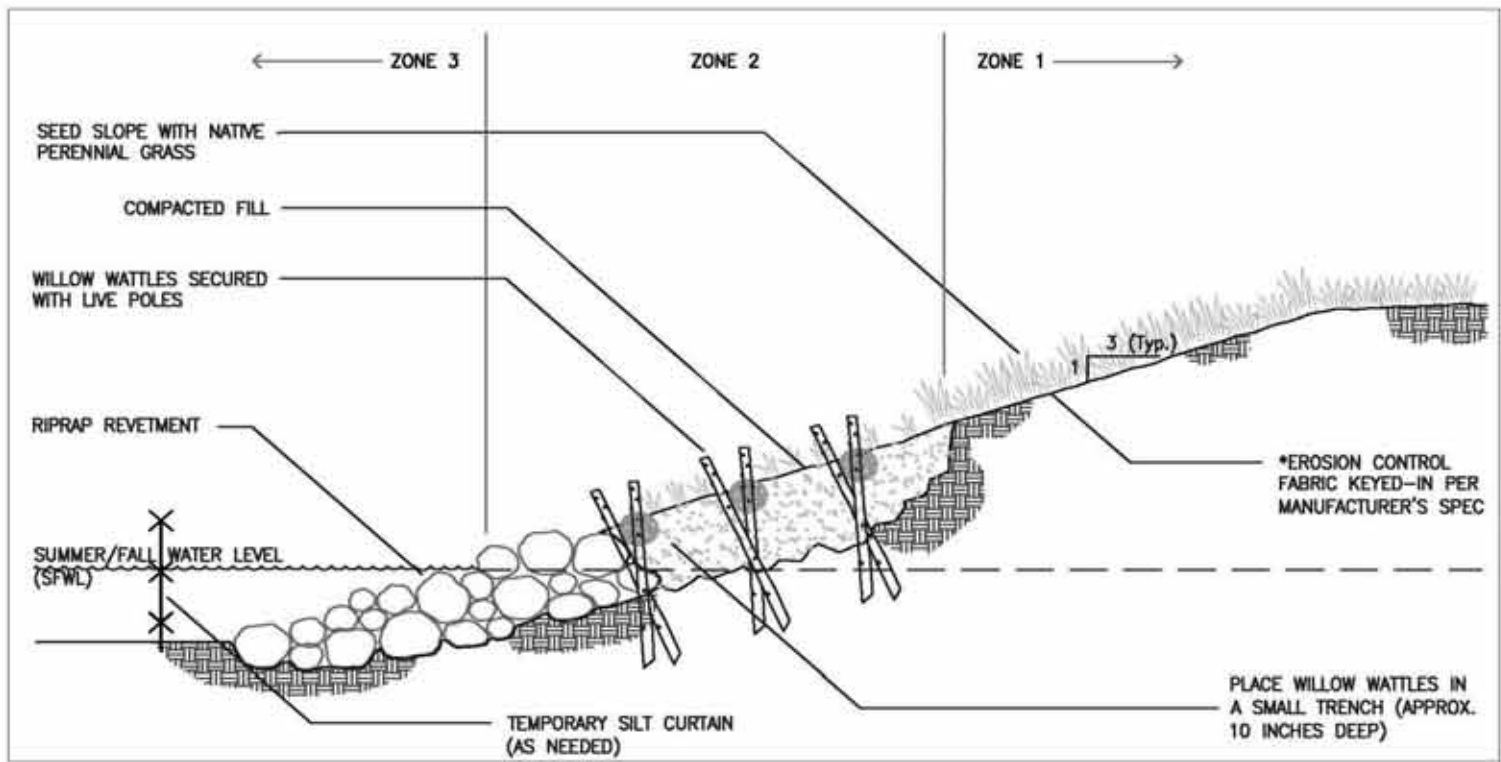 ZONE 3
ZONE 2
ZONE 1
SEED SLOPE WITH NATIVE
PERENNIAL GRASS
COMPACTED FILL
WILLOW WATTLES SECURED
WITH LIVE POLES
3 (Typ.)
1
RIPRAP REVETMENT
*EROSION CONTROL
FABRIC KEYED-IN PER
MANUFACTURER'S SPEC
SUMMER/FALL WATER LEVEL
(SFWL)
PLACE WILLOW WATTLES IN
A SMALL TRENCH (APPROX.
10 INCHES DEEP)
TEMPORARY SILT CURTAIN
(AS NEEDED)